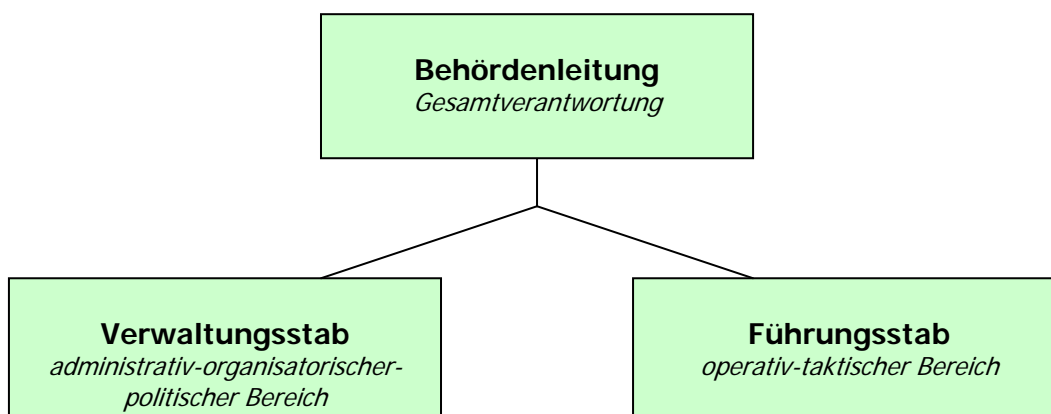 Behördenleitung
Gesamtverantwortung
Verwaltungsstab
administrativ-organisatorischer-
politischer Bereich
Führungsstab
operativ-taktischer Bereich